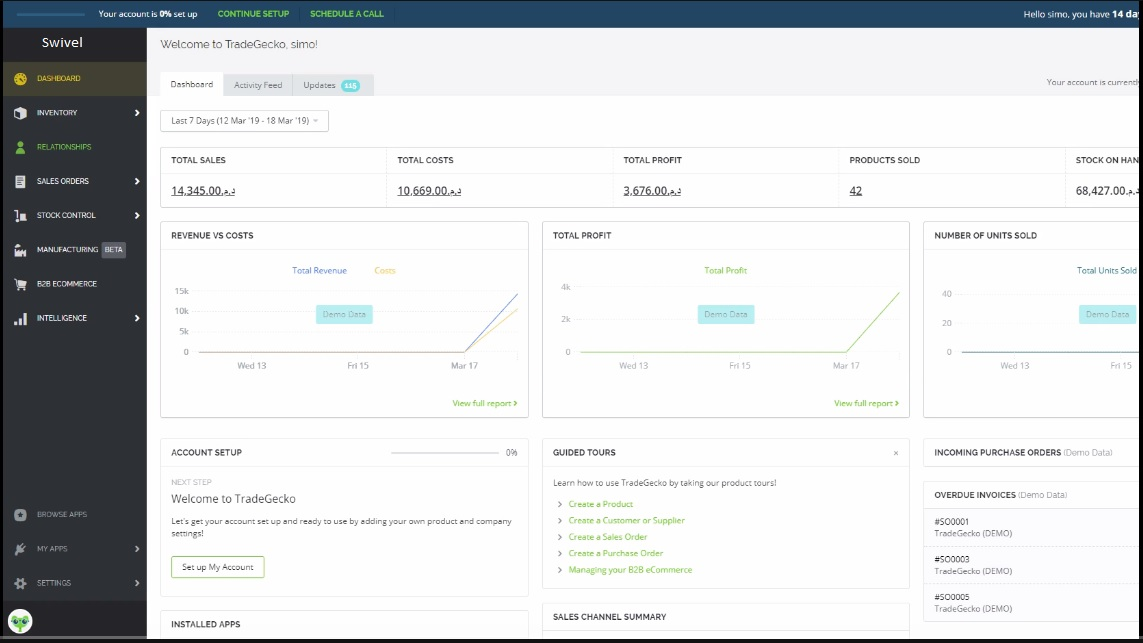 Your account is 0% set up CONTINUE SETUP SCHEDULE A CALL Hello simo, you have 14 da
Swivel
Welcome to TradeGecko, simo!
DASHBOARD
Dashboard Activity Feed Updates 115
Your account is currently
INVENTORY
Last 7 Days (12 Mar '19 - 18 Mar '19)
RELATIONSHIPS
TOTAL SALES TOTAL COSTS TOTAL PROFIT PRODUCTS SOLD STOCK ON HAN
SALES ORDERS
14,345.00د.إ. 10,669.00د.إ. 3,676.00د.إ. 42 68,427.00د.إ.
STOCK CONTROL
REVENUE VS COSTS TOTAL PROFIT NUMBER OF UNITS SOLD
MANUFACTURING BETA
Total Revenue Costs Total Profit Total Units Sold
B2B ECOMMERCE
15k 4k 40
10k Demo Data Demo Data Demo Data
INTELLIGENCE
5k 2k 20
0 0 0
Wed 13 Fri 15 Mar 17 Wed 13 Fri 15 Mar 17 Wed 13 Fri 15
View full report View full report
ACCOUNT SETUP 0% GUIDED TOURS × INCOMING PURCHASE ORDERS (Demo Data)
NEXT STEP
Welcome to TradeGecko
Let's get your account set up and ready to use by adding your own product and company
settings!
Set up My Account
Learn how to use TradeGecko by taking our product tours!
Create a Product
Create a Customer or Supplier
Create a Sales Order
Create a Purchase Order
Managing your B2B eCommerce
OVERDUE INVOICES (Demo Data)
#SO0001
TradeGecko (DEMO)
#SO0003
TradeGecko (DEMO)
#SO0005
TradeGecko (DEMO)
BROWSE APPS
MY APPS
SETTINGS
INSTALLED APPS
SALES CHANNEL SUMMARY